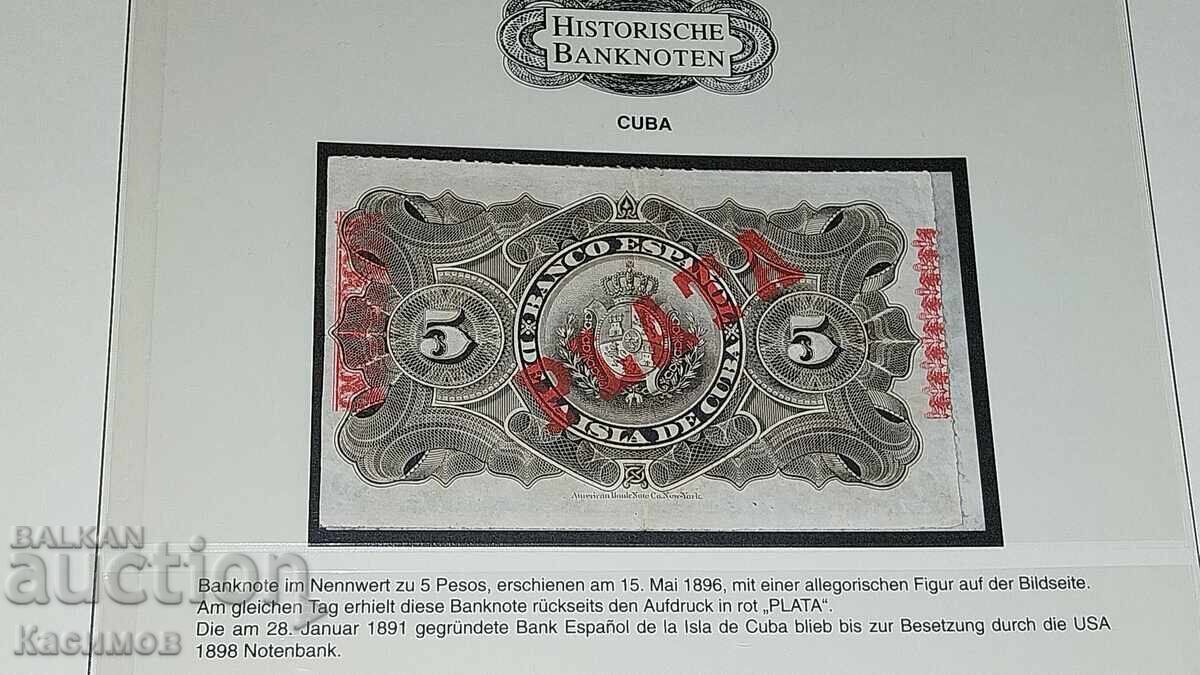 HISTORISCHE
BANKNOTEN
CUBA
BANCO ESPAÑOL
DE LA ISLA DE CUBA
5
5
PLATA
American Bank Note Co. New-York.
Banknote im Nennwert zu 5 Pesos, erschienen am 15. Mai 1896, mit einer allegorischen Figur auf der Bildseite.
Am gleichen Tag erhielt diese Banknote rückseits den Aufdruck in rot „PLATA“.
Die am 28. Januar 1891 gegründete Bank Español de la Isla de Cuba blieb bis zur Besetzung durch die USA
1898 Notenbank.
BALKAN
auction
Касимов